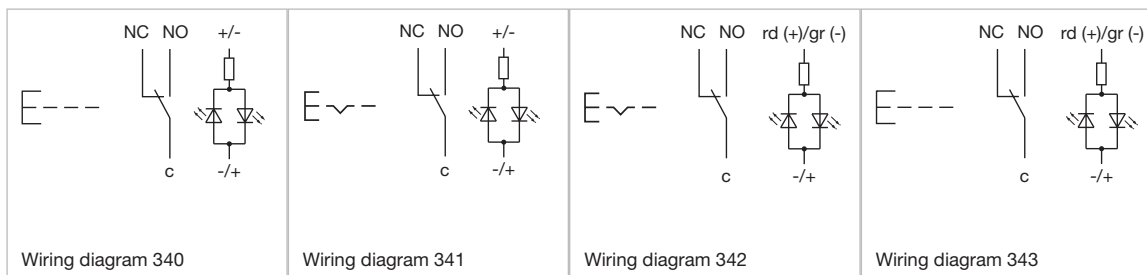 NC NO +/-
c -/+
Wiring diagram 340
NC NO +/-
c -/+
Wiring diagram 341
NC NO rd (+)/gr (-)
c -/+
Wiring diagram 342
NC NO rd (+)/gr (-)
c -/+
Wiring diagram 343